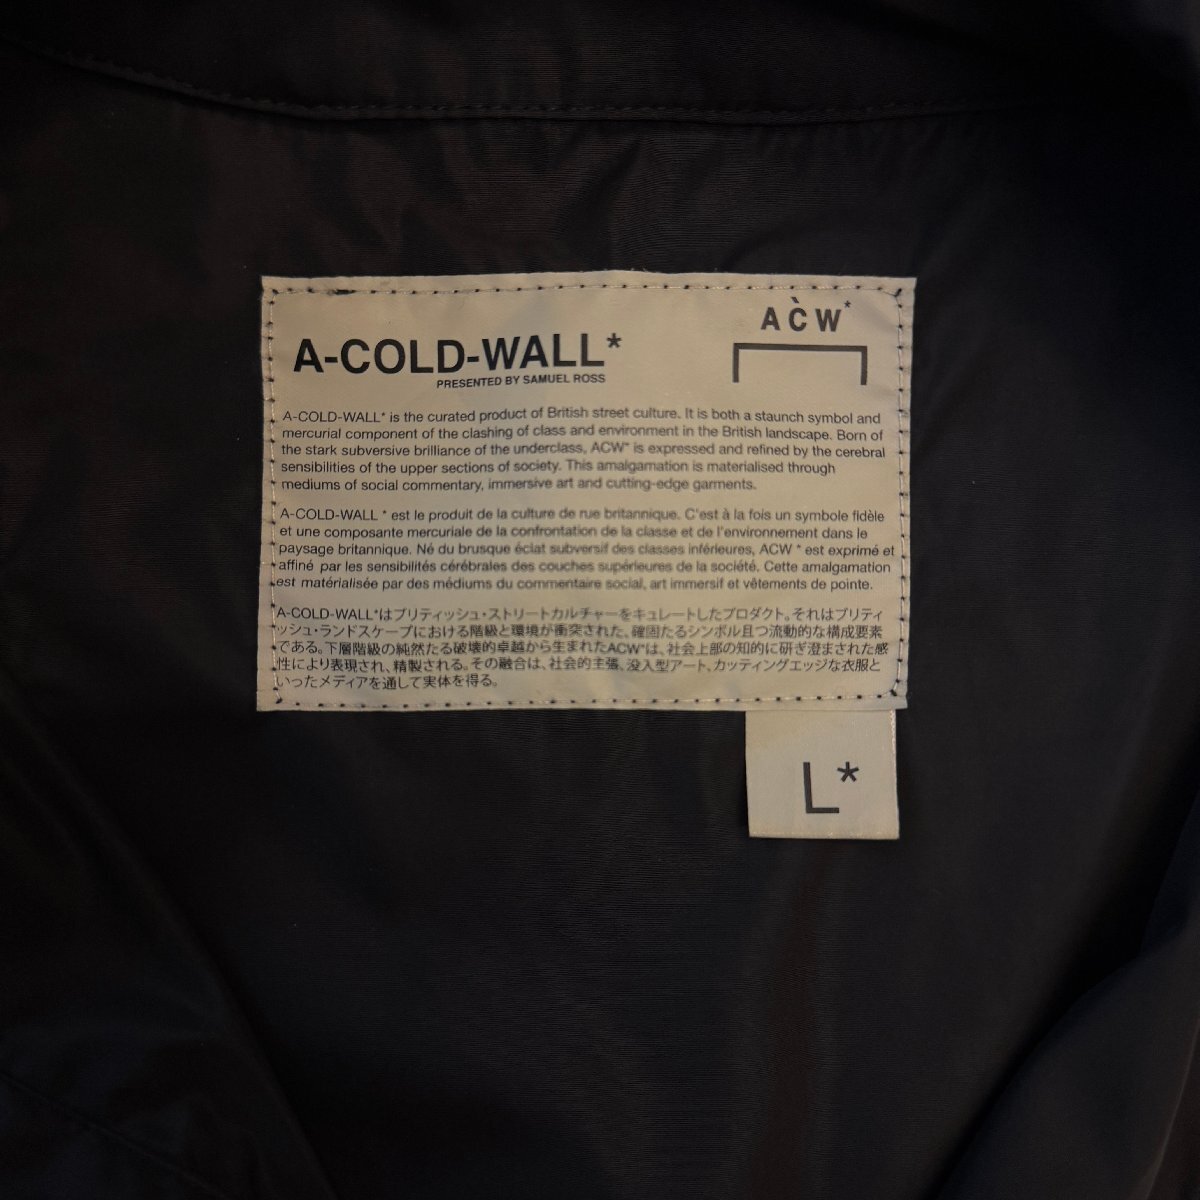 A-COLD-WALL*
PRESENTED BY SAMUEL ROSS
ACW*
A-COLD-WALL* is the curated product of British street culture. It is both a staunch symbol and
mercurial component of the clashing of class and environment in the British landscape. Born of
the stark subversive brilliance of the underclass, ACW* is expressed and refined by the cerebral
sensibilities of the upper sections of society. This amalgamation is materialised through
mediums of social commentary, immersive art and cutting-edge garments.
A-COLD-WALL * est le produit de la culture de rue britannique. C'est à la fois un symbole fidèle
et une composante mercuriale de la confrontation de la classe et de l'environnement dans le
paysage britannique. Né du brusque éclat subversif des classes inférieures, ACW * est exprimé et
affiné par les sensibilités cérébrales des couches supérieures de la société. Cette amalgamation
est matérialisée par des médiums du commentaire social, art immersif et vêtements de pointe.
A-COLD-WALL*はブリティッシュ・ストリートカルチャーをキュレートしたプロダクト。それはブリティ
ッシュ・ランドスケープにおける階級と環境が衝突された、確固たるシンボル且つ流動的な構成要素
である。下層階級の純然たる破壊的卓越から生まれたACW*は、社会上部の知的に研ぎ澄まされた感
性により表現され、精製される。その融合は、社会的主張、没入型アート、カッティングエッジな衣服と
いったメディアを通して実体を得る。
L*